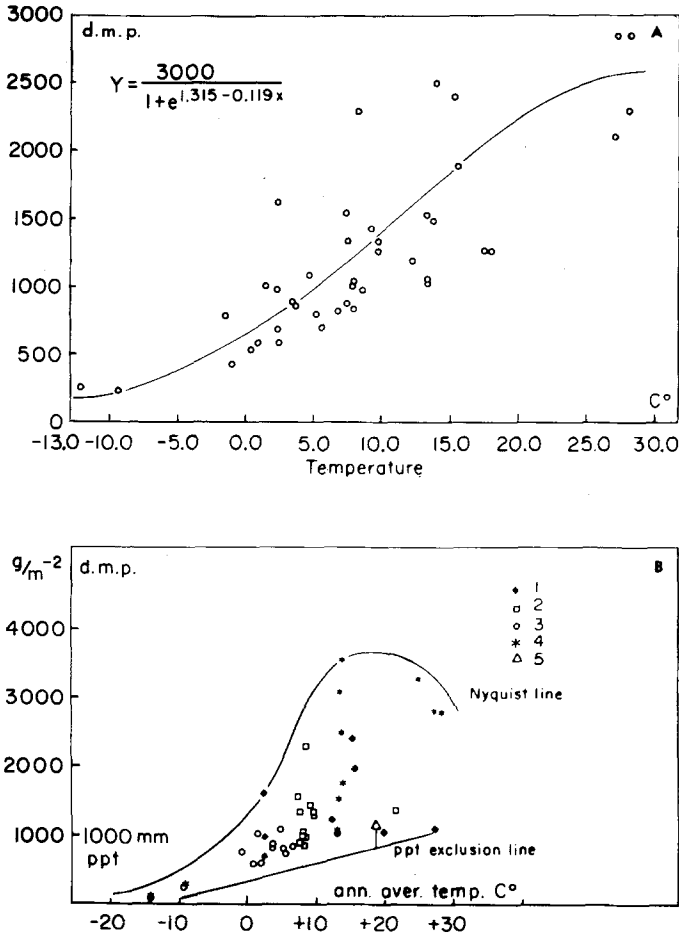 3000
d.m.p.
A
Y = 3000 / 1+e^1.315-0.119x
2500
2000
1500
1000
500
0
C°
-13.0 -10.0 -5.0 0.0 5.0 10.0 15.0 20.0 25.0 30.0
Temperature
g/m-2
d.m.p.
B
1
2
3
4
5
4000
Nyquist line
3000
2000
1000
1000 mm
ppt
ppt exclusion line
0
ann. aver. temp. C°
-20 -10 0 +10 +20 +30